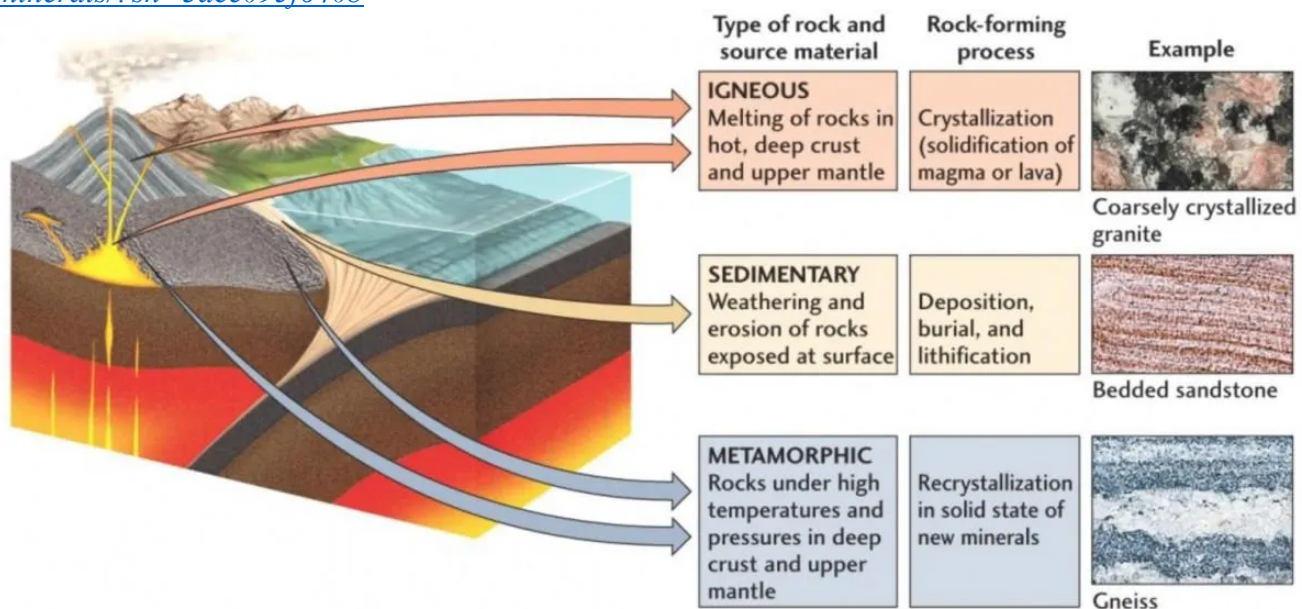 Type of rock and
source material
Rock-forming
process
Example
IGNEOUS
Melting of rocks in
hot, deep crust
and upper mantle
Crystallization
(solidification of
magma or lava)
Coarsely crystallized
granite
SEDIMENTARY
Weathering and
erosion of rocks
exposed at surface
Deposition,
burial, and
lithification
Bedded sandstone
METAMORPHIC
Rocks under high
temperatures and
pressures in deep
crust and upper
mantle
Recrystallization
in solid state of
new minerals
Gneiss